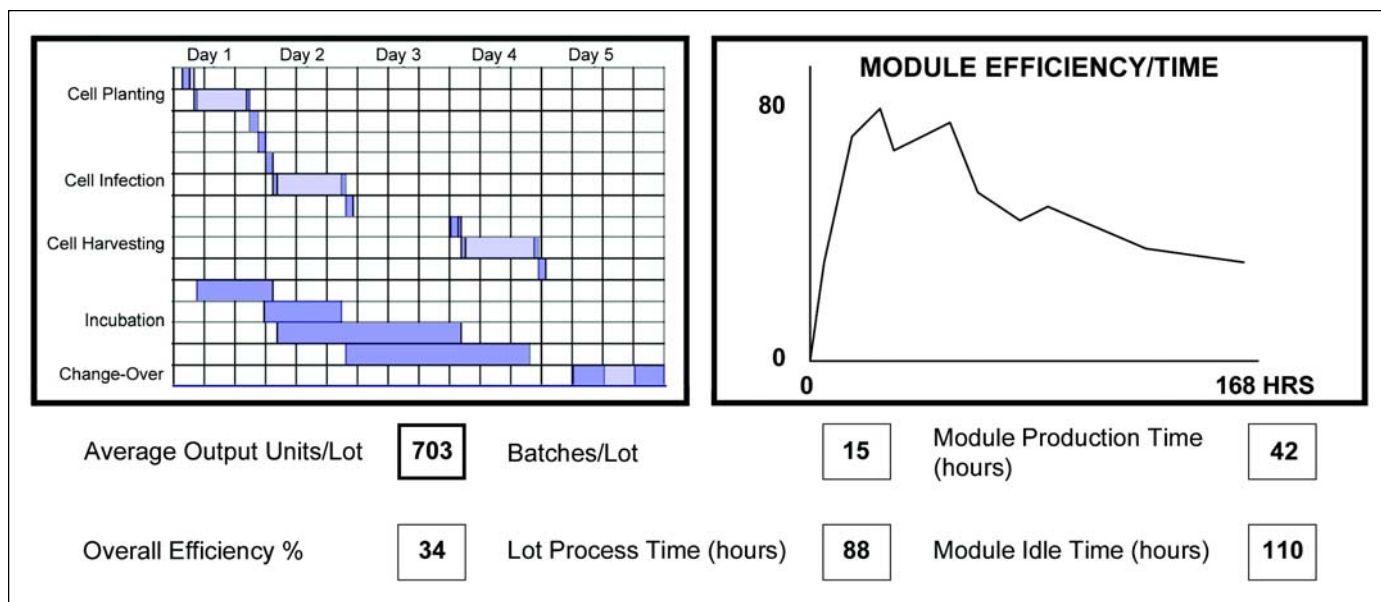 Day 1 Day 2 Day 3 Day 4 Day 5
Cell Planting
Cell Infection
Cell Harvesting
Incubation
Change-Over
MODULE EFFICIENCY/TIME
80
0
0 168 HRS
Average Output Units/Lot 703 Batches/Lot 15 Module Production Time
(hours) 42
Overall Efficiency % 34 Lot Process Time (hours) 88 Module Idle Time (hours) 110